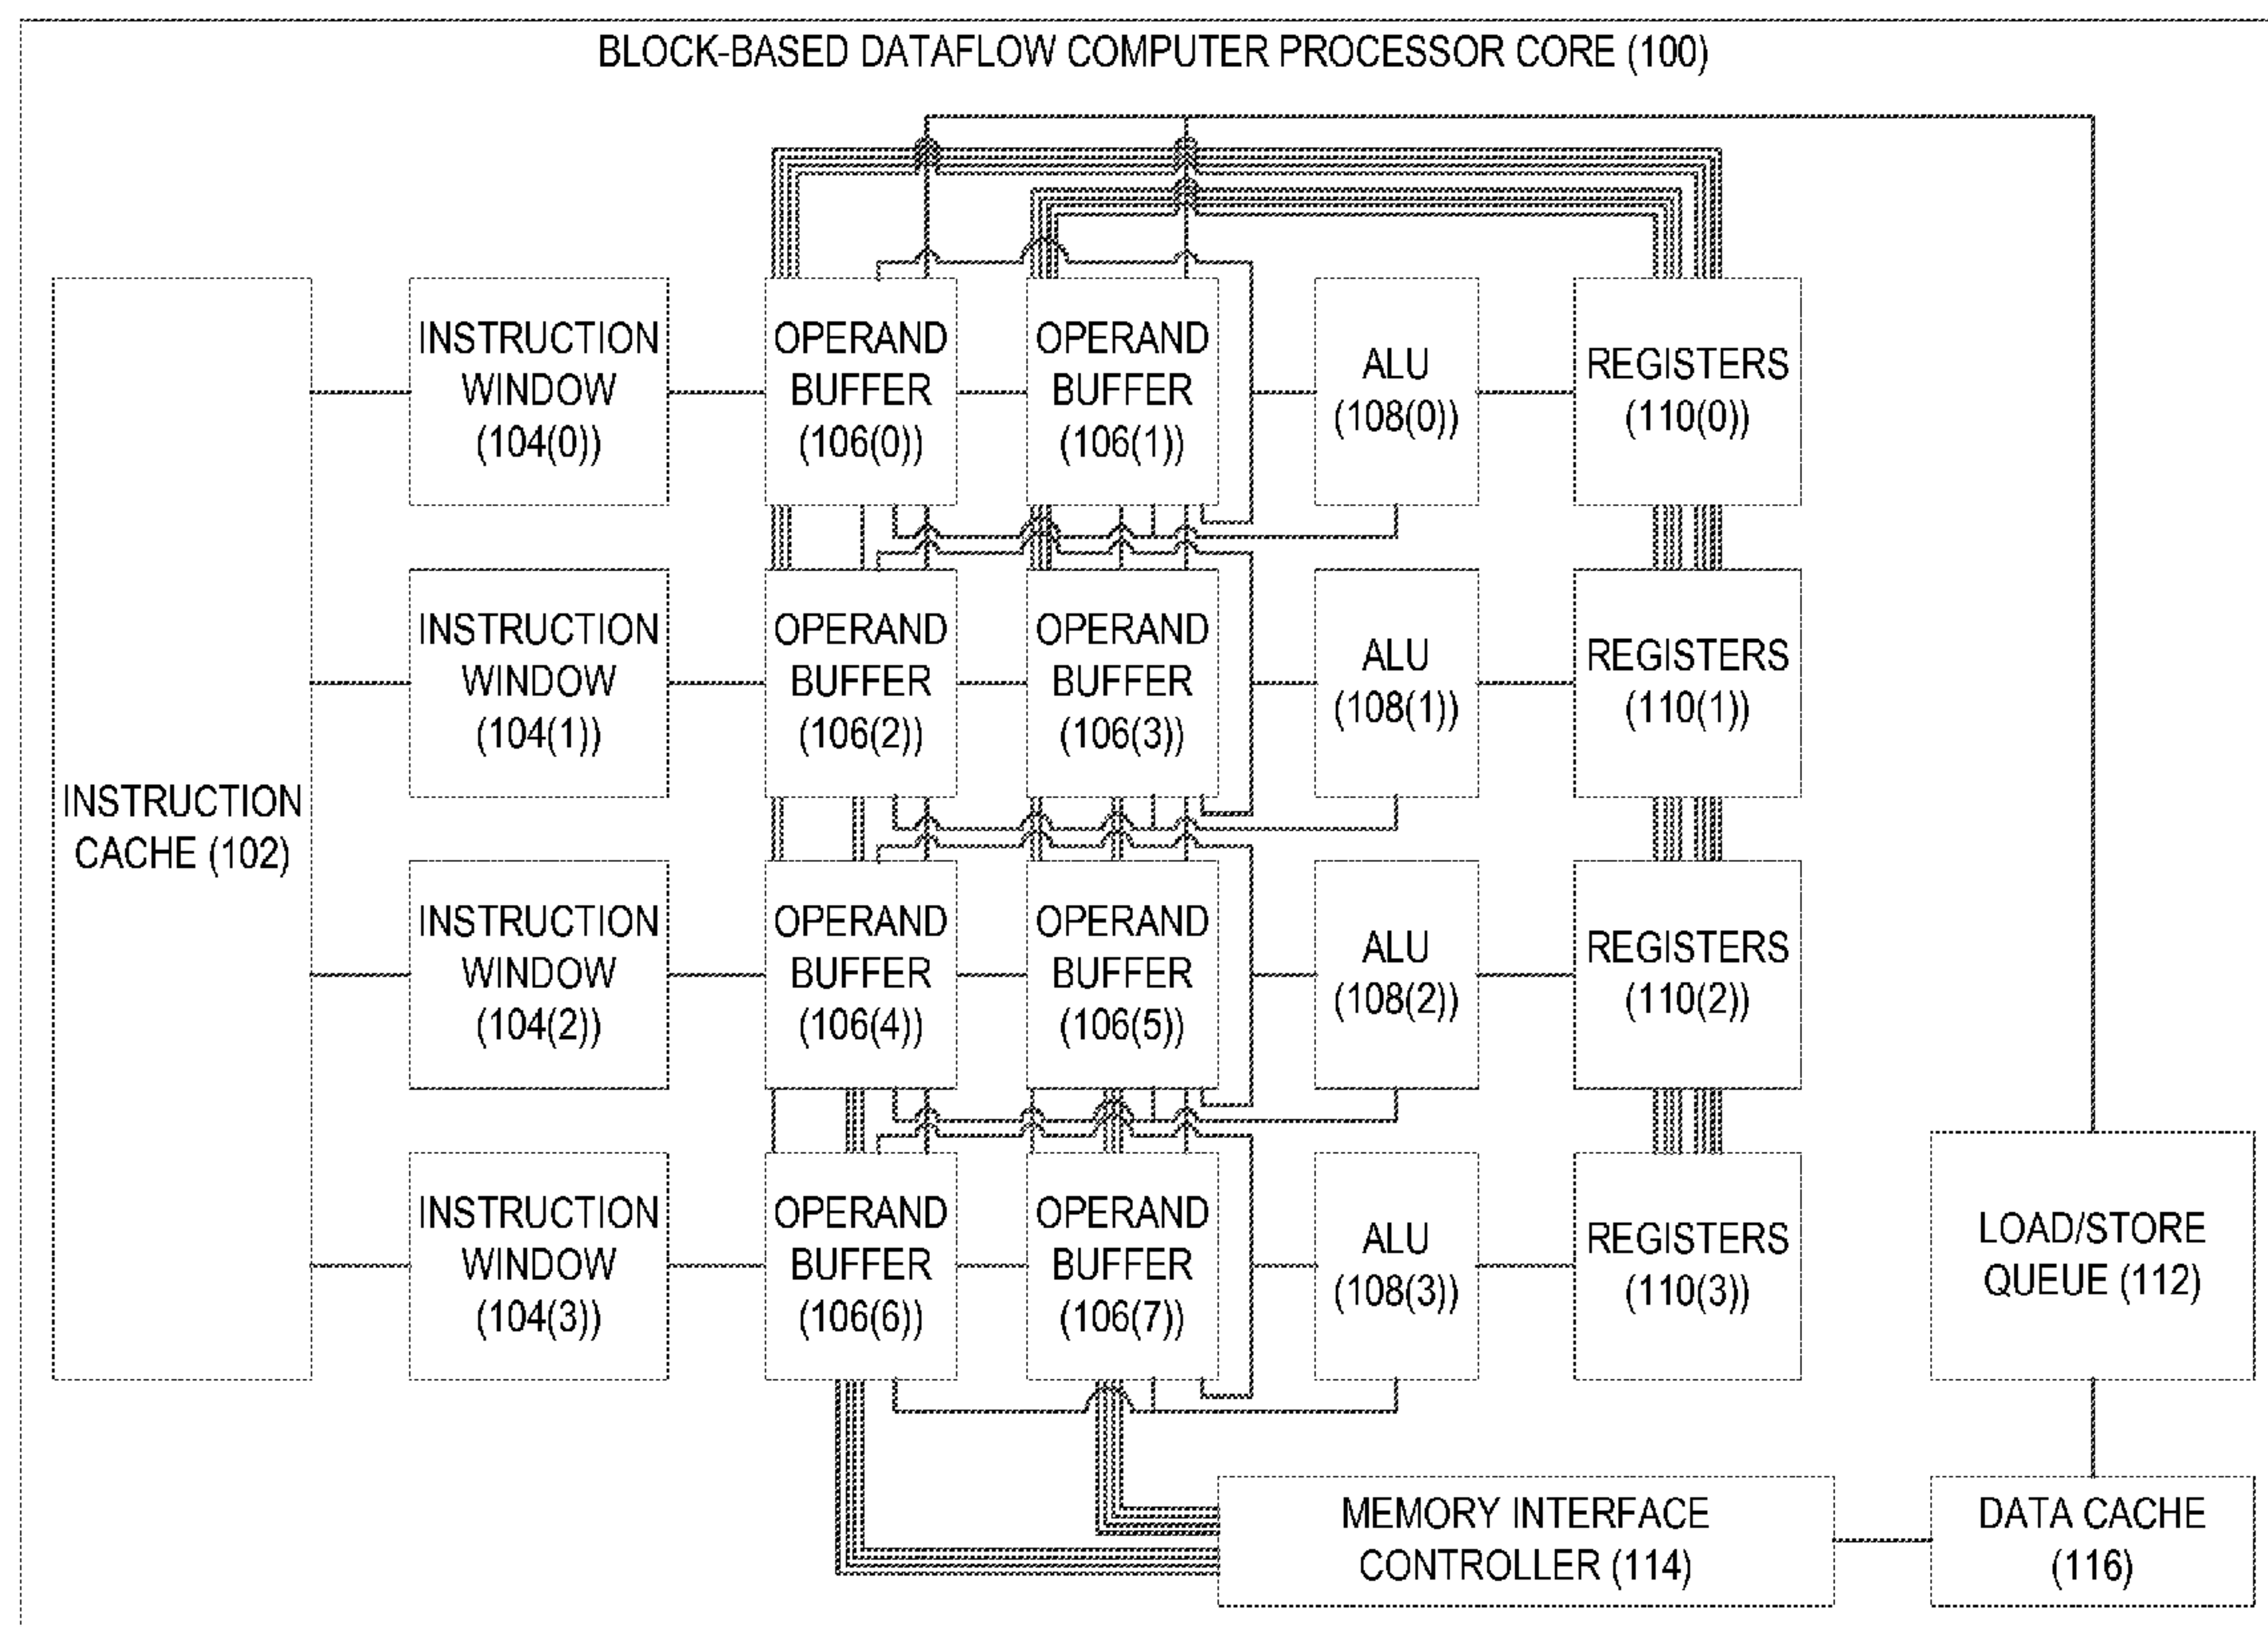 BLOCK-BASED DATAFLOW COMPUTER PROCESSOR CORE (100)
INSTRUCTION
CACHE (102)
INSTRUCTION
WINDOW
(104(0))
OPERAND
BUFFER
(106(0))
OPERAND
BUFFER
(106(1))
ALU
(108(0))
REGISTERS
(110(0))
INSTRUCTION
WINDOW
(104(1))
OPERAND
BUFFER
(106(2))
OPERAND
BUFFER
(106(3))
ALU
(108(1))
REGISTERS
(110(1))
INSTRUCTION
WINDOW
(104(2))
OPERAND
BUFFER
(106(4))
OPERAND
BUFFER
(106(5))
ALU
(108(2))
REGISTERS
(110(2))
INSTRUCTION
WINDOW
(104(3))
OPERAND
BUFFER
(106(6))
OPERAND
BUFFER
(106(7))
ALU
(108(3))
REGISTERS
(110(3))
LOAD/STORE
QUEUE (112)
MEMORY INTERFACE
CONTROLLER (114)
DATA CACHE
(116)